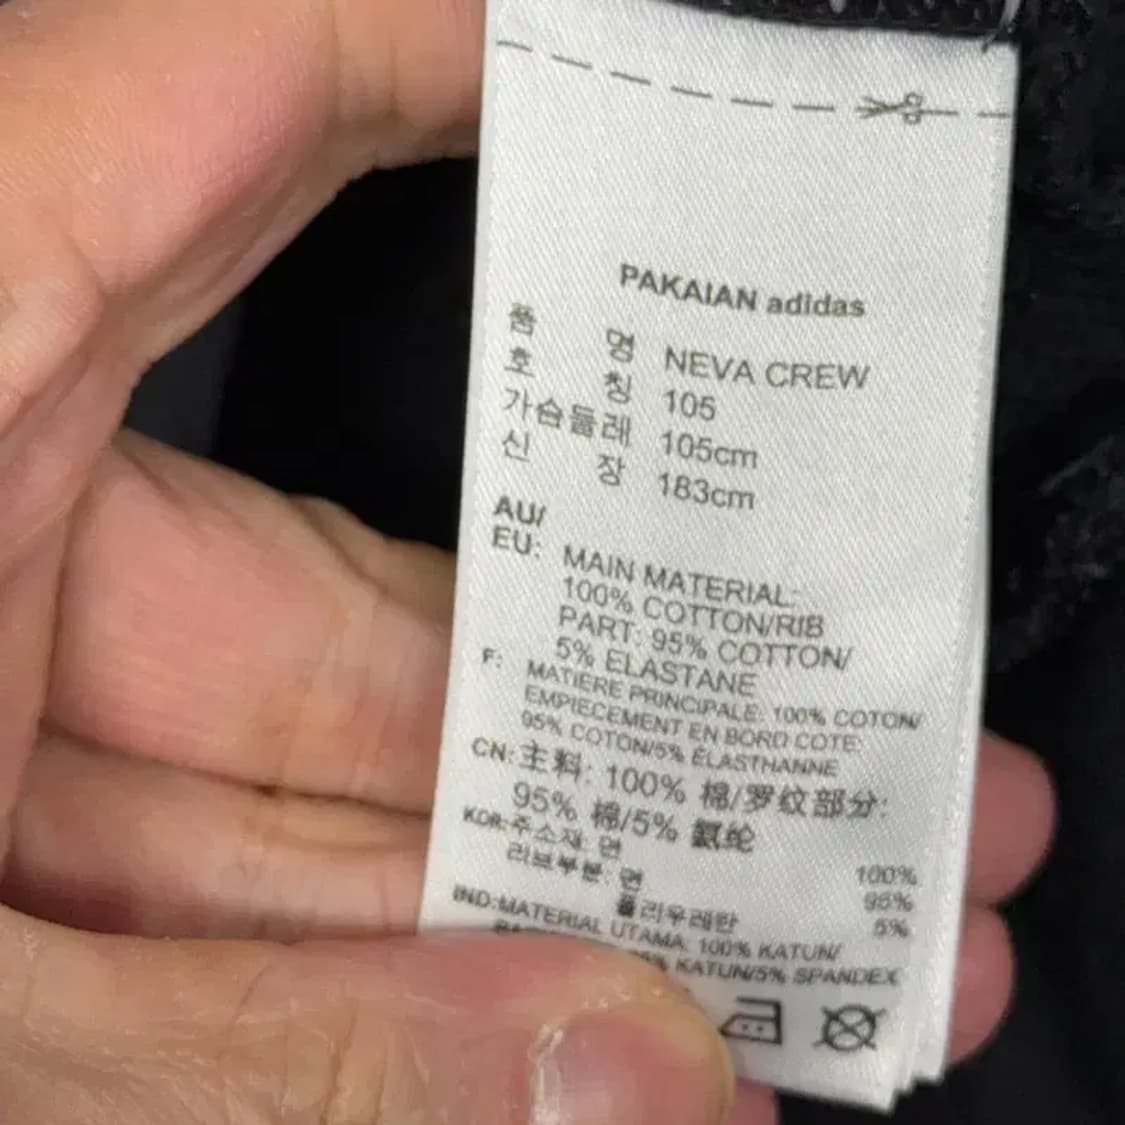 PAKAIAN adidas
품 명 NEVA CREW
호 칭 105
가슴둘레 105cm
신 장 183cm
AU/
EU: MAIN MATERIAL:
100% COTTON/RIB
PART: 95% COTTON/
5% ELASTANE
F: MATIERE PRINCIPALE: 100% COTON/
EMPIECEMENT EN BORD COTE:
95% COTON/5% ÉLASTHANNE
CN:主料: 100% 棉/罗纹部分:
95% 棉/5% 氨纶
KOR:주소재: 면 100%
리브부분: 면 95%
폴리우레탄 5%
IND:MATERIAL UTAMA: 100% KATUN/
KATUN/5% SPANDEX